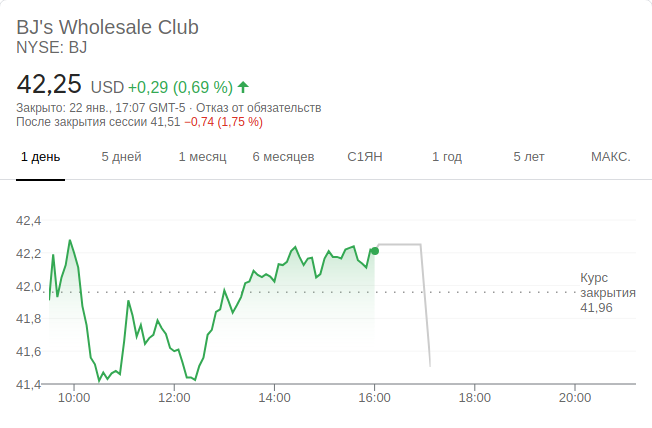 BJ's Wholesale Club
NYSE: BJ
42,25 USD +0,29 (0,69 %)
Закрыто: 22 янв., 17:07 GMT-5 · Отказ от обязательств
После закрытия сессии 41,51 −0,74 (1,75 %)
1 день 5 дней 1 месяц 6 месяцев С1ЯН 1 год 5 лет МАКС.
42,4
42,2
42,0
41,8
41,6
41,4
Курс
закрытия
41,96
10:00 12:00 14:00 16:00 18:00 20:00